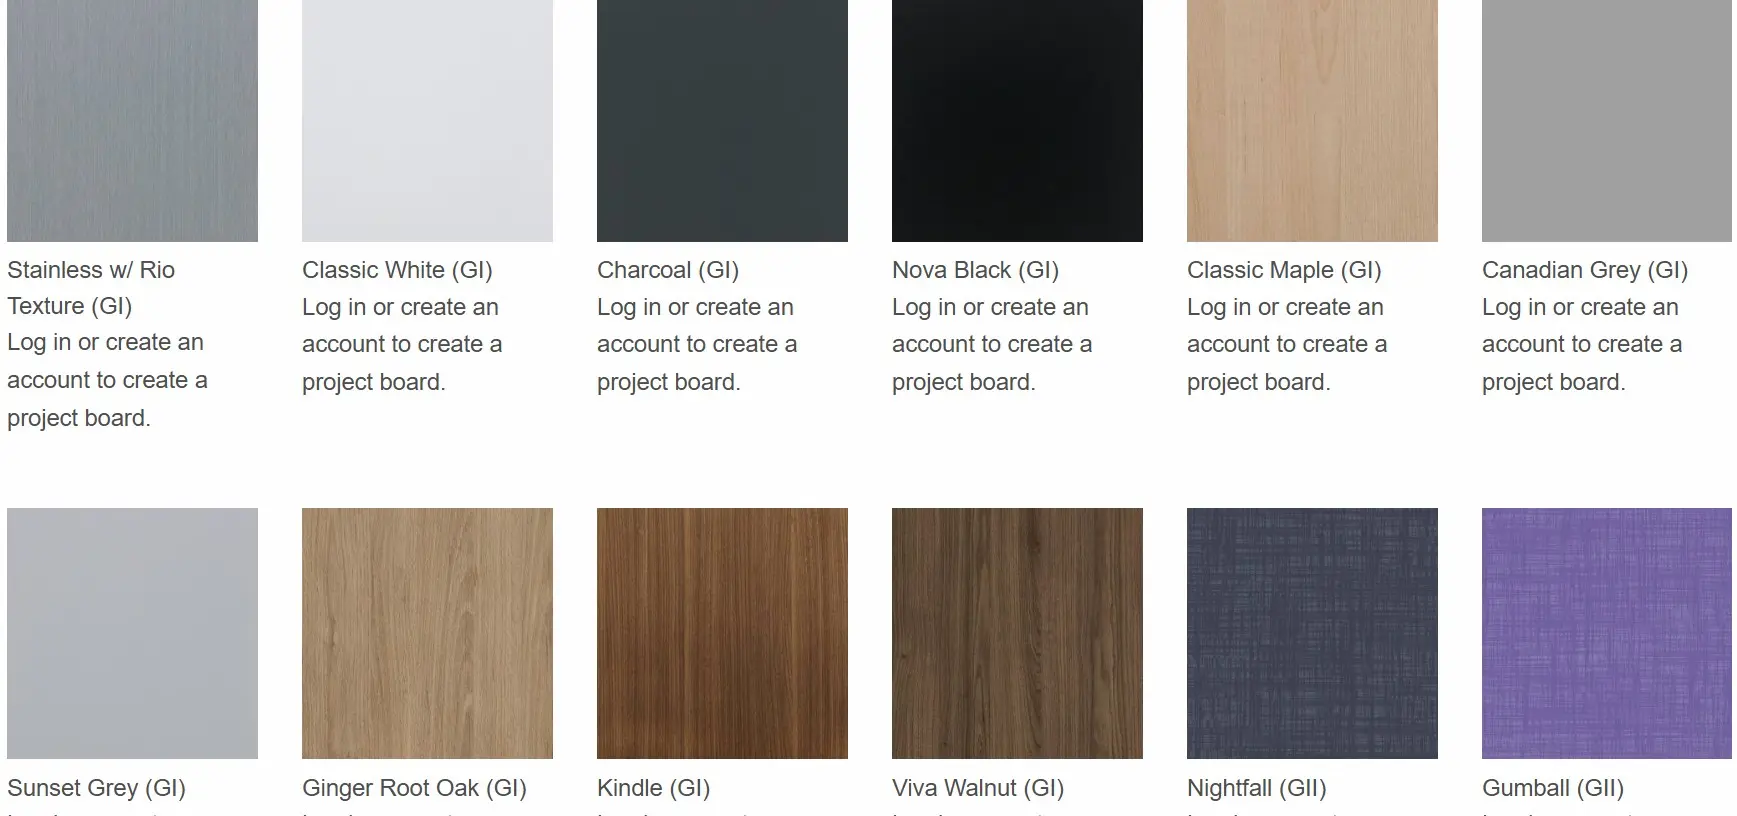 Stainless w/ Rio
Texture (GI)
Log in or create an
account to create a
project board.
Classic White (GI)
Log in or create an
account to create a
project board.
Charcoal (GI)
Log in or create an
account to create a
project board.
Nova Black (GI)
Log in or create an
account to create a
project board.
Classic Maple (GI)
Log in or create an
account to create a
project board.
Canadian Grey (GI)
Log in or create an
account to create a
project board.
Sunset Grey (GI)
Ginger Root Oak (GI)
Kindle (GI)
Viva Walnut (GI)
Nightfall (GII)
Gumball (GII)